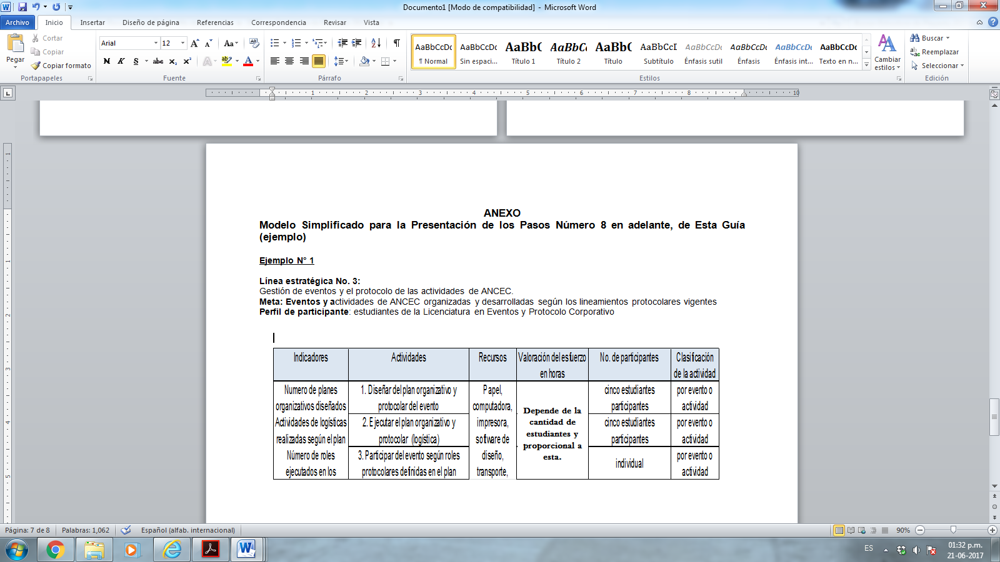 Documento1 [Modo de compatibilidad] - Microsoft Word
Archivo Inicio Insertar Diseño de página Referencias Correspondencia Revisar Vista
Pegar
Cortar
Copiar
Copiar formato
Portapapeles
Arial 12
N K S abc x₂ x²
Fuente
Párrafo
AaBbCcDc AaBbCcDc AaBbC AaBbCc AaBbC AaBbCcI AaBbCcDc AaBbCcDc AaBbCcDc AaBbCcDc
¶ Normal Sin espaci... Título 1 Título 2 Título Subtítulo Énfasis sutil Énfasis Énfasis int... Texto en n...
Estilos
Cambiar estilos
Buscar
Reemplazar
Seleccionar
Edición
1 2 3 4 5 6 7 8 10
ANEXO
Modelo Simplificado para la Presentación de los Pasos Número 8 en adelante, de Esta Guía
(ejemplo)
Ejemplo N° 1
Línea estratégica No. 3:
Gestión de eventos y el protocolo de las actividades de ANCEC.
Meta: Eventos y actividades de ANCEC organizadas y desarrolladas según los lineamientos protocolares vigentes
Perfil de participante: estudiantes de la Licenciatura en Eventos y Protocolo Corporativo
Indicadores Actividades Recursos Valoración del esfuerzo en horas No. de participantes Clasificación de la actividad
Numero de planes organizativos diseñados
Actividades de logísticas realizadas según el plan
Número de roles ejecutados en los
1. Diseñar del plan organizativo y protocolar del evento
2. Ejecutar el plan organizativo y protocolar (logística)
3. Participar del evento según roles protocolares definidas en el plan
Papel, computadora, impresora, software de diseño, transporte,
Depende de la cantidad de estudiantes y proporcional a esta.
cinco estudiantes participantes
cinco estudiantes participantes
individual
por evento o actividad
por evento o actividad
por evento o actividad
Página: 7 de 8 Palabras: 1,062 Español (alfab. internacional) 90%
ES 01:32 p.m.
21-06-2017